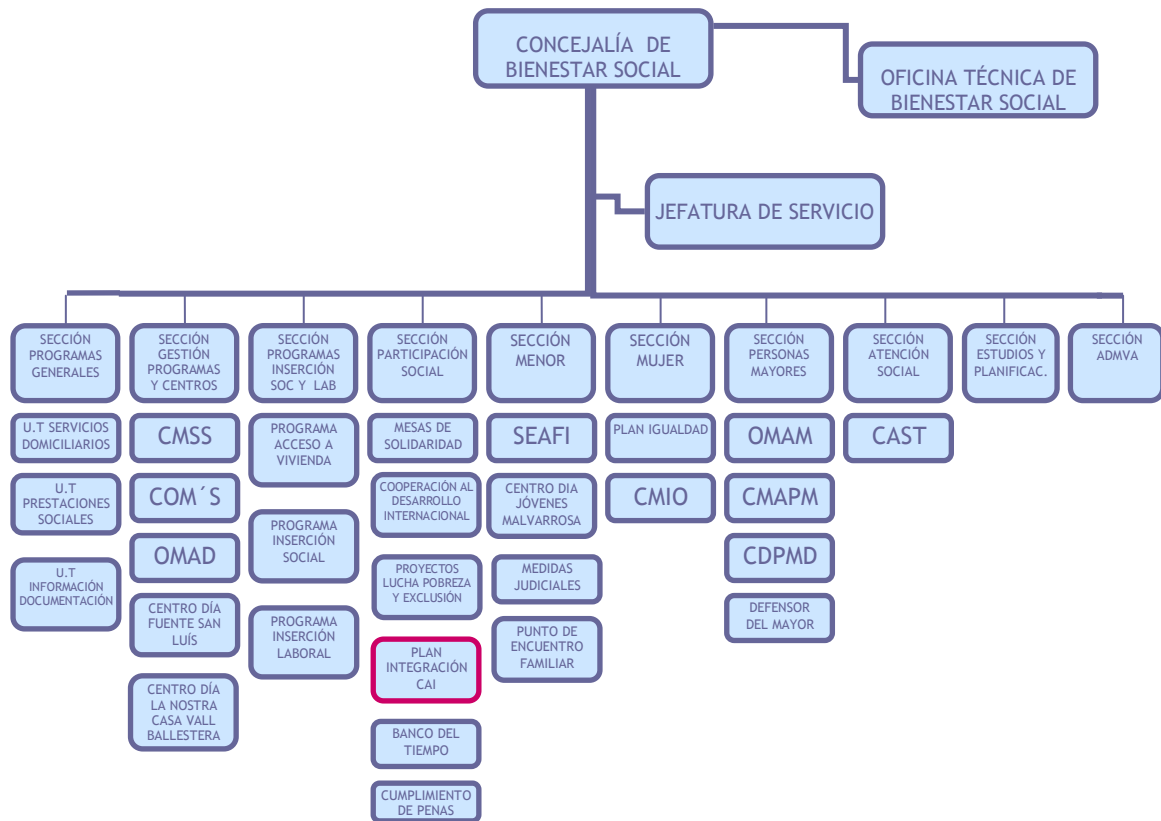 CONCEJALÍA DE
BIENESTAR SOCIAL
OFICINA TÉCNICA DE
BIENESTAR SOCIAL
JEFATURA DE SERVICIO
SECCIÓN
PROGRAMAS
GENERALES
SECCIÓN
GESTIÓN
PROGRAMAS
Y CENTROS
SECCIÓN
PROGRAMAS
INSERCIÓN
SOC Y LAB
SECCIÓN
PARTICIPACIÓN
SOCIAL
SECCIÓN
MENOR
SECCIÓN
MUJER
SECCIÓN
PERSONAS
MAYORES
SECCIÓN
ATENCIÓN
SOCIAL
SECCIÓN
ESTUDIOS Y
PLANIFICAC.
SECCIÓN
ADMVA
U.T SERVICIOS
DOMICILIARIOS
U.T
PRESTACIONES
SOCIALES
U.T
INFORMACIÓN
DOCUMENTACIÓN
CMSS
COM´S
OMAD
CENTRO DÍA
FUENTE SAN
LUÍS
CENTRO DÍA
LA NOSTRA
CASA VALL
BALLESTERA
PROGRAMA
ACCESO A
VIVIENDA
PROGRAMA
INSERCIÓN
SOCIAL
PROGRAMA
INSERCIÓN
LABORAL
MESAS DE
SOLIDARIDAD
COOPERACIÓN AL
DESARROLLO
INTERNACIONAL
PROYECTOS
LUCHA POBREZA
Y EXCLUSIÓN
PLAN
INTEGRACIÓN
CAI
BANCO DEL
TIEMPO
CUMPLIMIENTO
DE PENAS
SEAFI
CENTRO DIA
JÓVENES
MALVARROSA
MEDIDAS
JUDICIALES
PUNTO DE
ENCUENTRO
FAMILIAR
PLAN IGUALDAD
CMIO
OMAM
CMAPM
CDPMD
DEFENSOR
DEL MAYOR
CAST